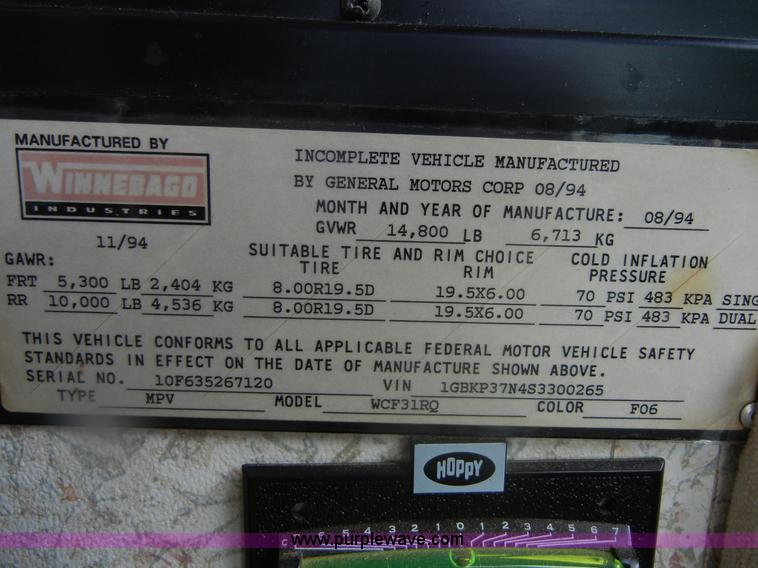 MANUFACTURED BY
WINNEBAGO
INDUSTRIES
11/94
INCOMPLETE VEHICLE MANUFACTURED
BY GENERAL MOTORS CORP 08/94
MONTH AND YEAR OF MANUFACTURE: 08/94
GVWR 14,800 LB 6,713 KG
GAWR:
SUITABLE TIRE AND RIM CHOICE
TIRE RIM
COLD INFLATION
PRESSURE
FRT 5,300 LB 2,404 KG 8.00R19.5D 19.5X6.00 70 PSI 483 KPA SING
RR 10,000 LB 4,536 KG 8.00R19.5D 19.5X6.00 70 PSI 483 KPA DUAL
THIS VEHICLE CONFORMS TO ALL APPLICABLE FEDERAL MOTOR VEHICLE SAFETY
STANDARDS IN EFFECT ON THE DATE OF MANUFACTURE SHOWN ABOVE.
SERIAL NO. 10F635267120 VIN 1GBKP37N4S3300265
TYPE MPV MODEL WCF31RQ COLOR F06
HOPPY
5 4 3 2 1 0 1 2 3 4 5 6 7
www.purplewave.com